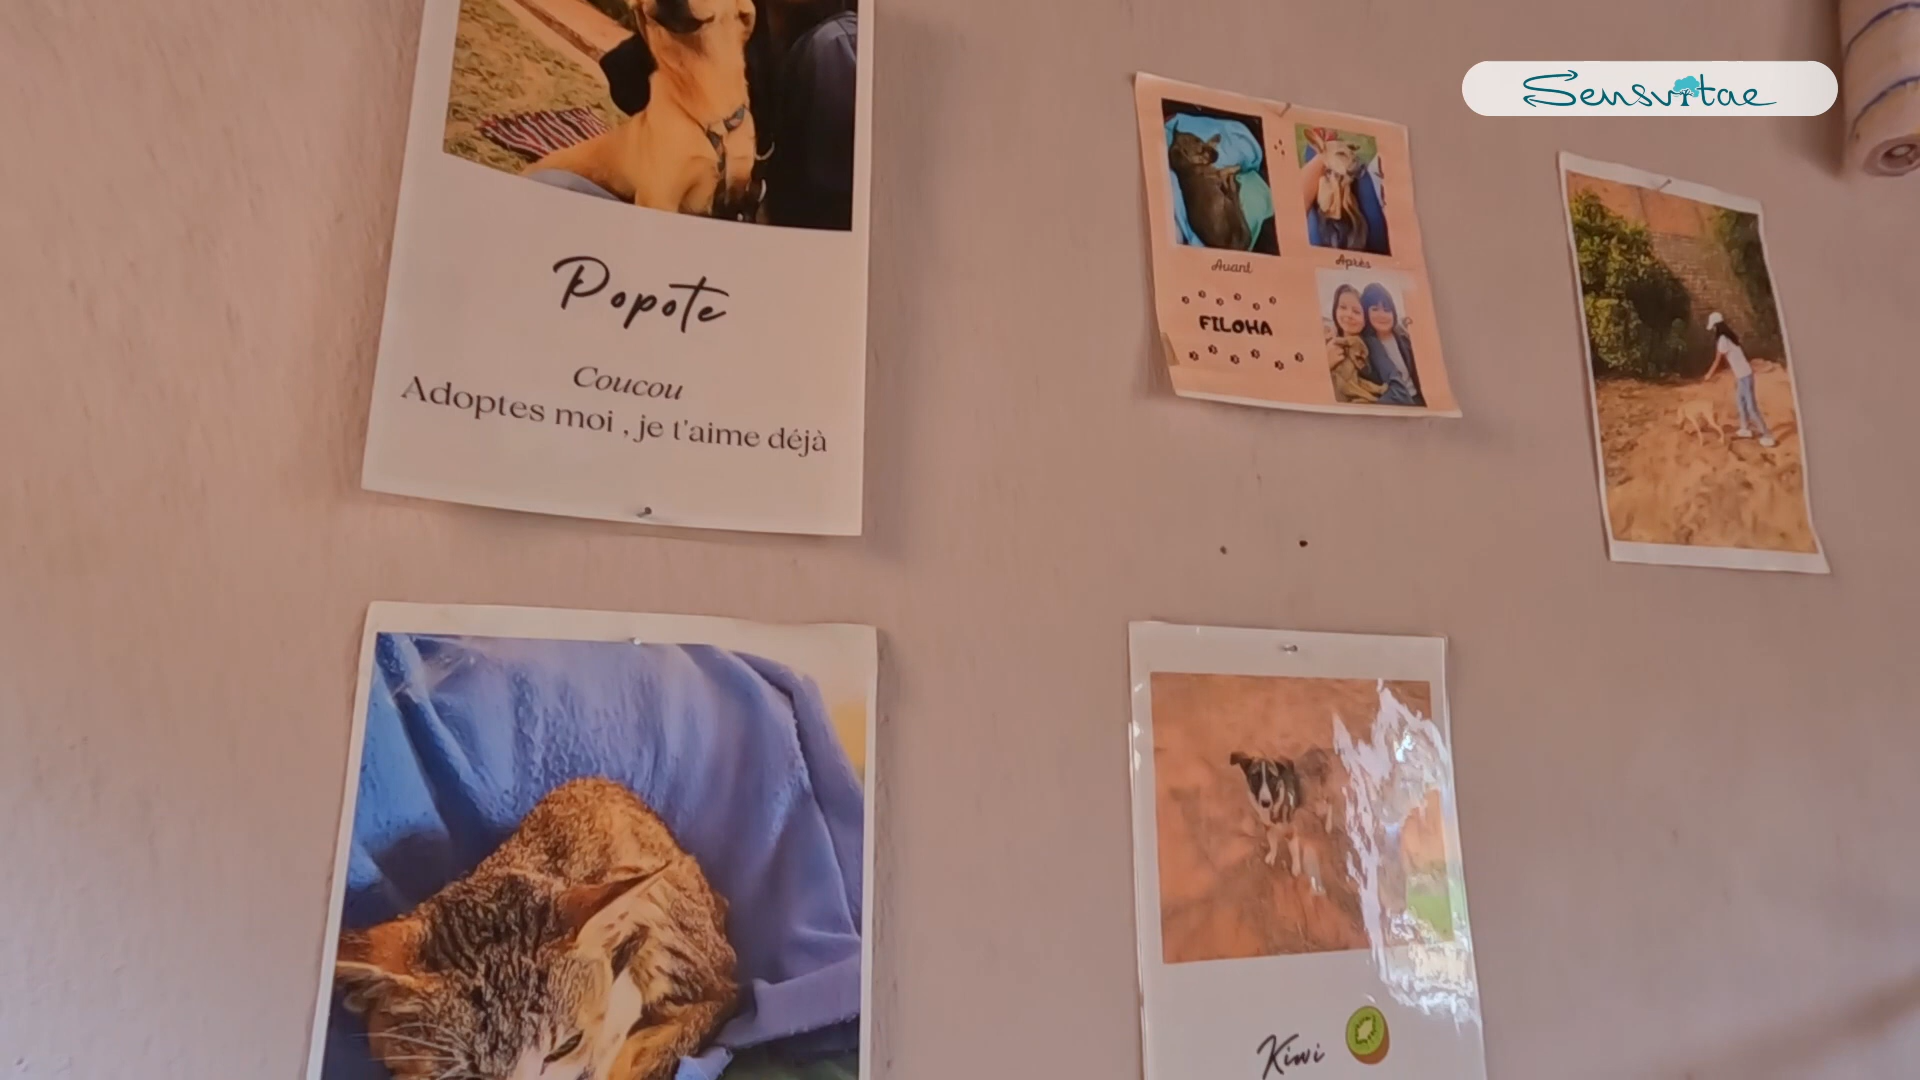 Sensvitae
Popote
Coucou
Adoptes moi , je t'aime déjà
Avant
Après
FILOHA
Kiwi